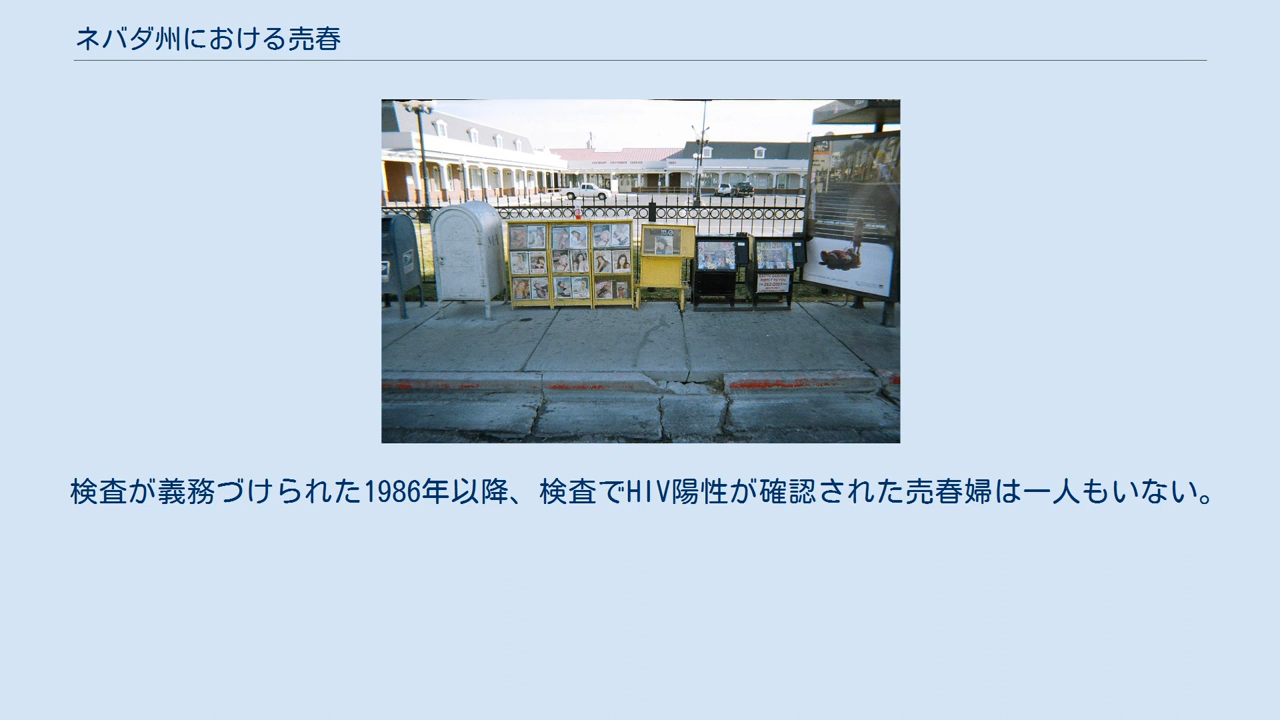 ネバダ州における売春
検査が義務づけられた1986年以降、検査でHIV陽性が確認された売春婦は一人もいない。